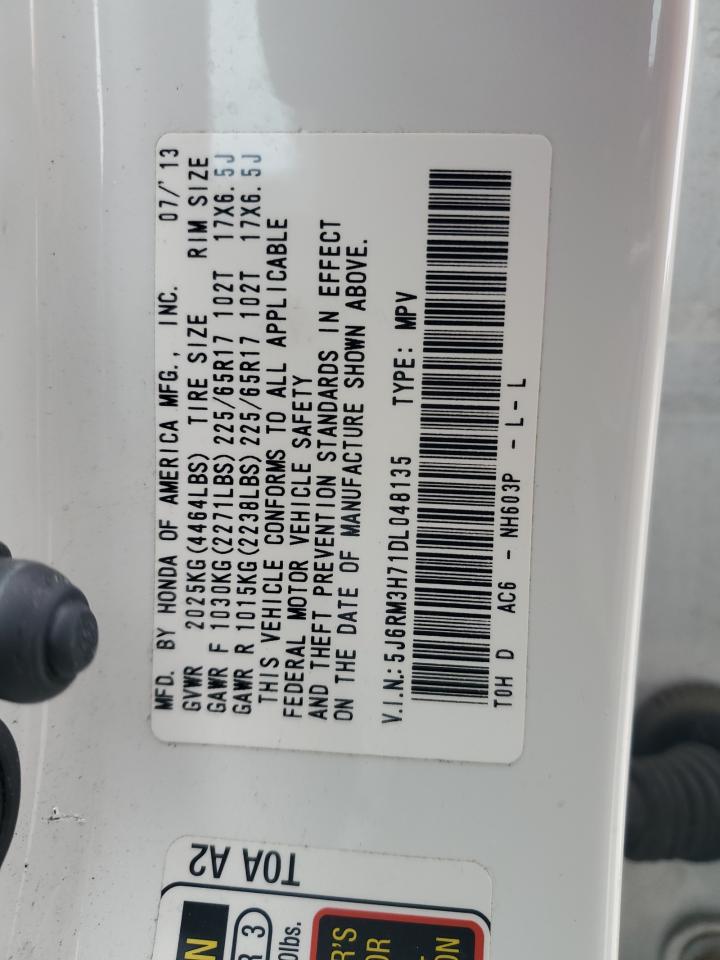 MFD. BY HONDA OF AMERICA MFG., INC. 07/'13
GVWR 2025KG(4464LBS) TIRE SIZE RIM SIZE
GAWR F 1030KG(2271LBS) 225/65R17 102T 17X6.5J
GAWR R 1015KG(2238LBS) 225/65R17 102T 17X6.5J
THIS VEHICLE CONFORMS TO ALL APPLICABLE
FEDERAL MOTOR VEHICLE SAFETY
AND THEFT PREVENTION STANDARDS IN EFFECT
ON THE DATE OF MANUFACTURE SHOWN ABOVE.
V.I.N.: 5J6RM3H71DL048135 TYPE: MPV
T0H D AC6 - NH603P - L - L
T0A A2